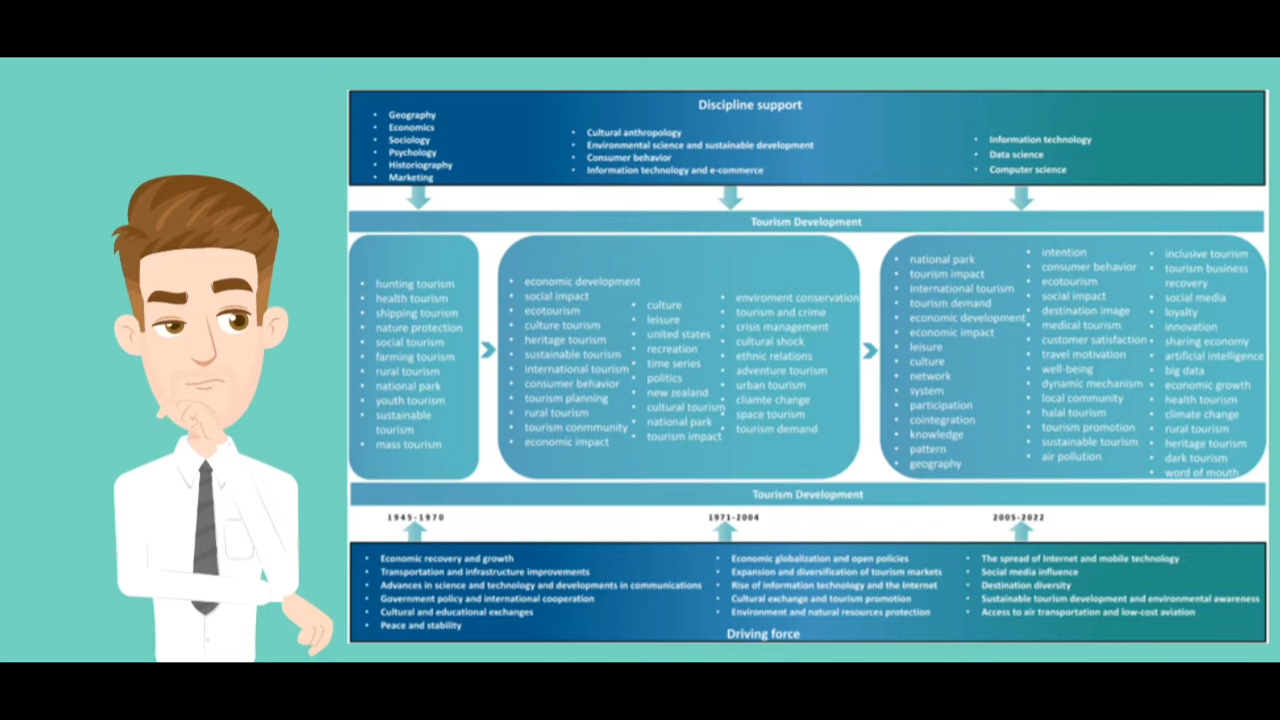 Discipline support
Geography
Economics
Sociology
Psychology
Historiography
Marketing
Cultural anthropology
Environmental science and sustainable development
Consumer behavior
Information technology and e-commerce
Information technology
Data science
Computer science
Tourism Development
hunting tourism
health tourism
shipping tourism
nature protection
social tourism
farming tourism
rural tourism
national park
youth tourism
sustainable
tourism
mass tourism
economic development
social impact
ecotourism
culture tourism
heritage tourism
sustainable tourism
international tourism
consumer behavior
tourism planning
rural tourism
tourism conmmunity
economic impact
culture
leisure
united states
recreation
time series
politics
new zealand
cultural tourism
national park
tourism impact
enviroment conservation
tourism and crime
crisis management
cultural shock
ethnic relations
adventure tourism
urban tourism
cliamte change
space tourism
tourism demand
national park
tourism impact
international tourism
tourism demand
economic development
economic impact
leisure
culture
network
system
participation
cointegration
knowledge
pattern
geography
intention
consumer behavior
ecotourism
social impact
destination image
medical tourism
customer satisfaction
travel motivation
well-being
dynamic mechanism
local community
halal tourism
tourism promotion
sustainable tourism
air pollution
inclusive tourism
tourism business
recovery
social media
loyalty
innovation
sharing economy
artificial intelligence
big data
economic growth
health tourism
climate change
rural tourism
heritage tourism
dark tourism
word of mouth
Tourism Development
1945-1970
1971-2004
2005-2022
Economic recovery and growth
Transportation and infrastructure improvements
Advances in science and technology and developments in communications
Government policy and international cooperation
Cultural and educational exchanges
Peace and stability
Economic globalization and open policies
Expansion and diversification of tourism markets
Rise of information technology and the Internet
Cultural exchange and tourism promotion
Environment and natural resources protection
The spread of Internet and mobile technology
Social media influence
Destination diversity
Sustainable tourism development and environmental awareness
Access to air transportation and low-cost aviation
Driving force